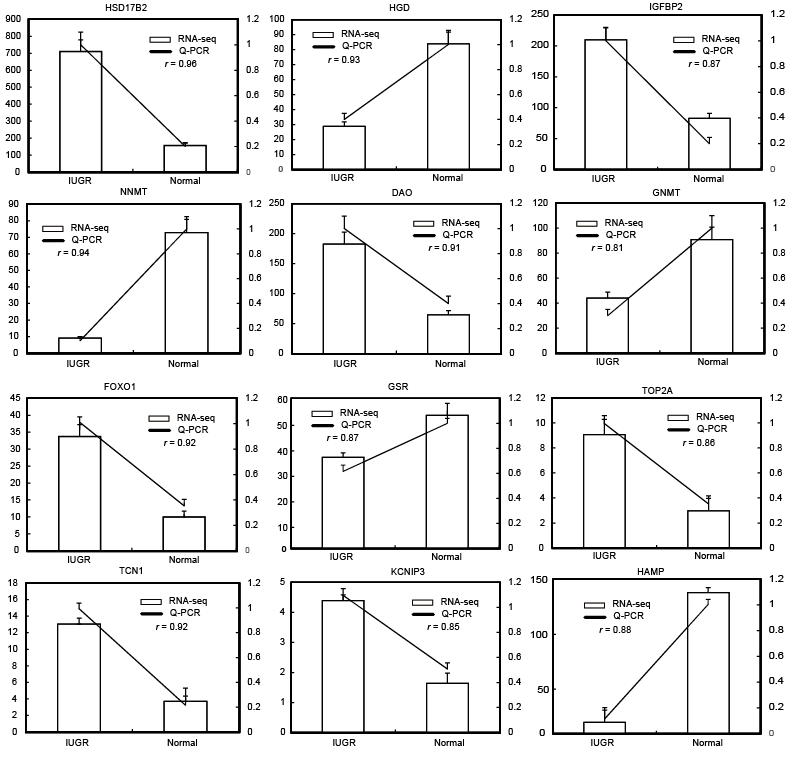 HSD17B2
900
800
700
600
500
400
300
200
100
0
1.2
1
0.8
0.6
0.4
0.2
0
RNA-seq
Q-PCR
r = 0.96
IUGR Normal
HGD
100
90
80
70
60
50
40
30
20
10
0
1.2
1
0.8
0.6
0.4
0.2
0
RNA-seq
Q-PCR
r = 0.93
IUGR Normal
IGFBP2
250
200
150
100
50
0
1.2
1
0.8
0.6
0.4
0.2
0
RNA-seq
Q-PCR
r = 0.87
IUGR Normal
NNMT
90
80
70
60
50
40
30
20
10
0
1.2
1
0.8
0.6
0.4
0.2
0
RNA-seq
Q-PCR
r = 0.94
IUGR Normal
DAO
250
200
150
100
50
0
1.2
1
0.8
0.6
0.4
0.2
0
RNA-seq
Q-PCR
r = 0.91
IUGR Normal
GNMT
120
100
80
60
40
20
0
1.2
1
0.8
0.6
0.4
0.2
0
RNA-seq
Q-PCR
r = 0.81
IUGR Normal
FOXO1
45
40
35
30
25
20
15
10
5
0
1.2
1
0.8
0.6
0.4
0.2
0
RNA-seq
Q-PCR
r = 0.92
IUGR Normal
GSR
60
50
40
30
20
10
0
1.2
1
0.8
0.6
0.4
0.2
0
RNA-seq
Q-PCR
r = 0.87
IUGR Normal
TOP2A
12
10
8
6
4
2
0
1.2
1
0.8
0.6
0.4
0.2
0
RNA-seq
Q-PCR
r = 0.86
IUGR Normal
TCN1
18
16
14
12
10
8
6
4
2
0
1.2
1
0.8
0.6
0.4
0.2
0
RNA-seq
Q-PCR
r = 0.92
IUGR Normal
KCNIP3
5
4
3
2
1
0
1.2
1
0.8
0.6
0.4
0.2
0
RNA-seq
Q-PCR
r = 0.85
IUGR Normal
HAMP
150
100
50
0
1.2
1
0.8
0.6
0.4
0.2
0
RNA-seq
Q-PCR
r = 0.88
IUGR Normal